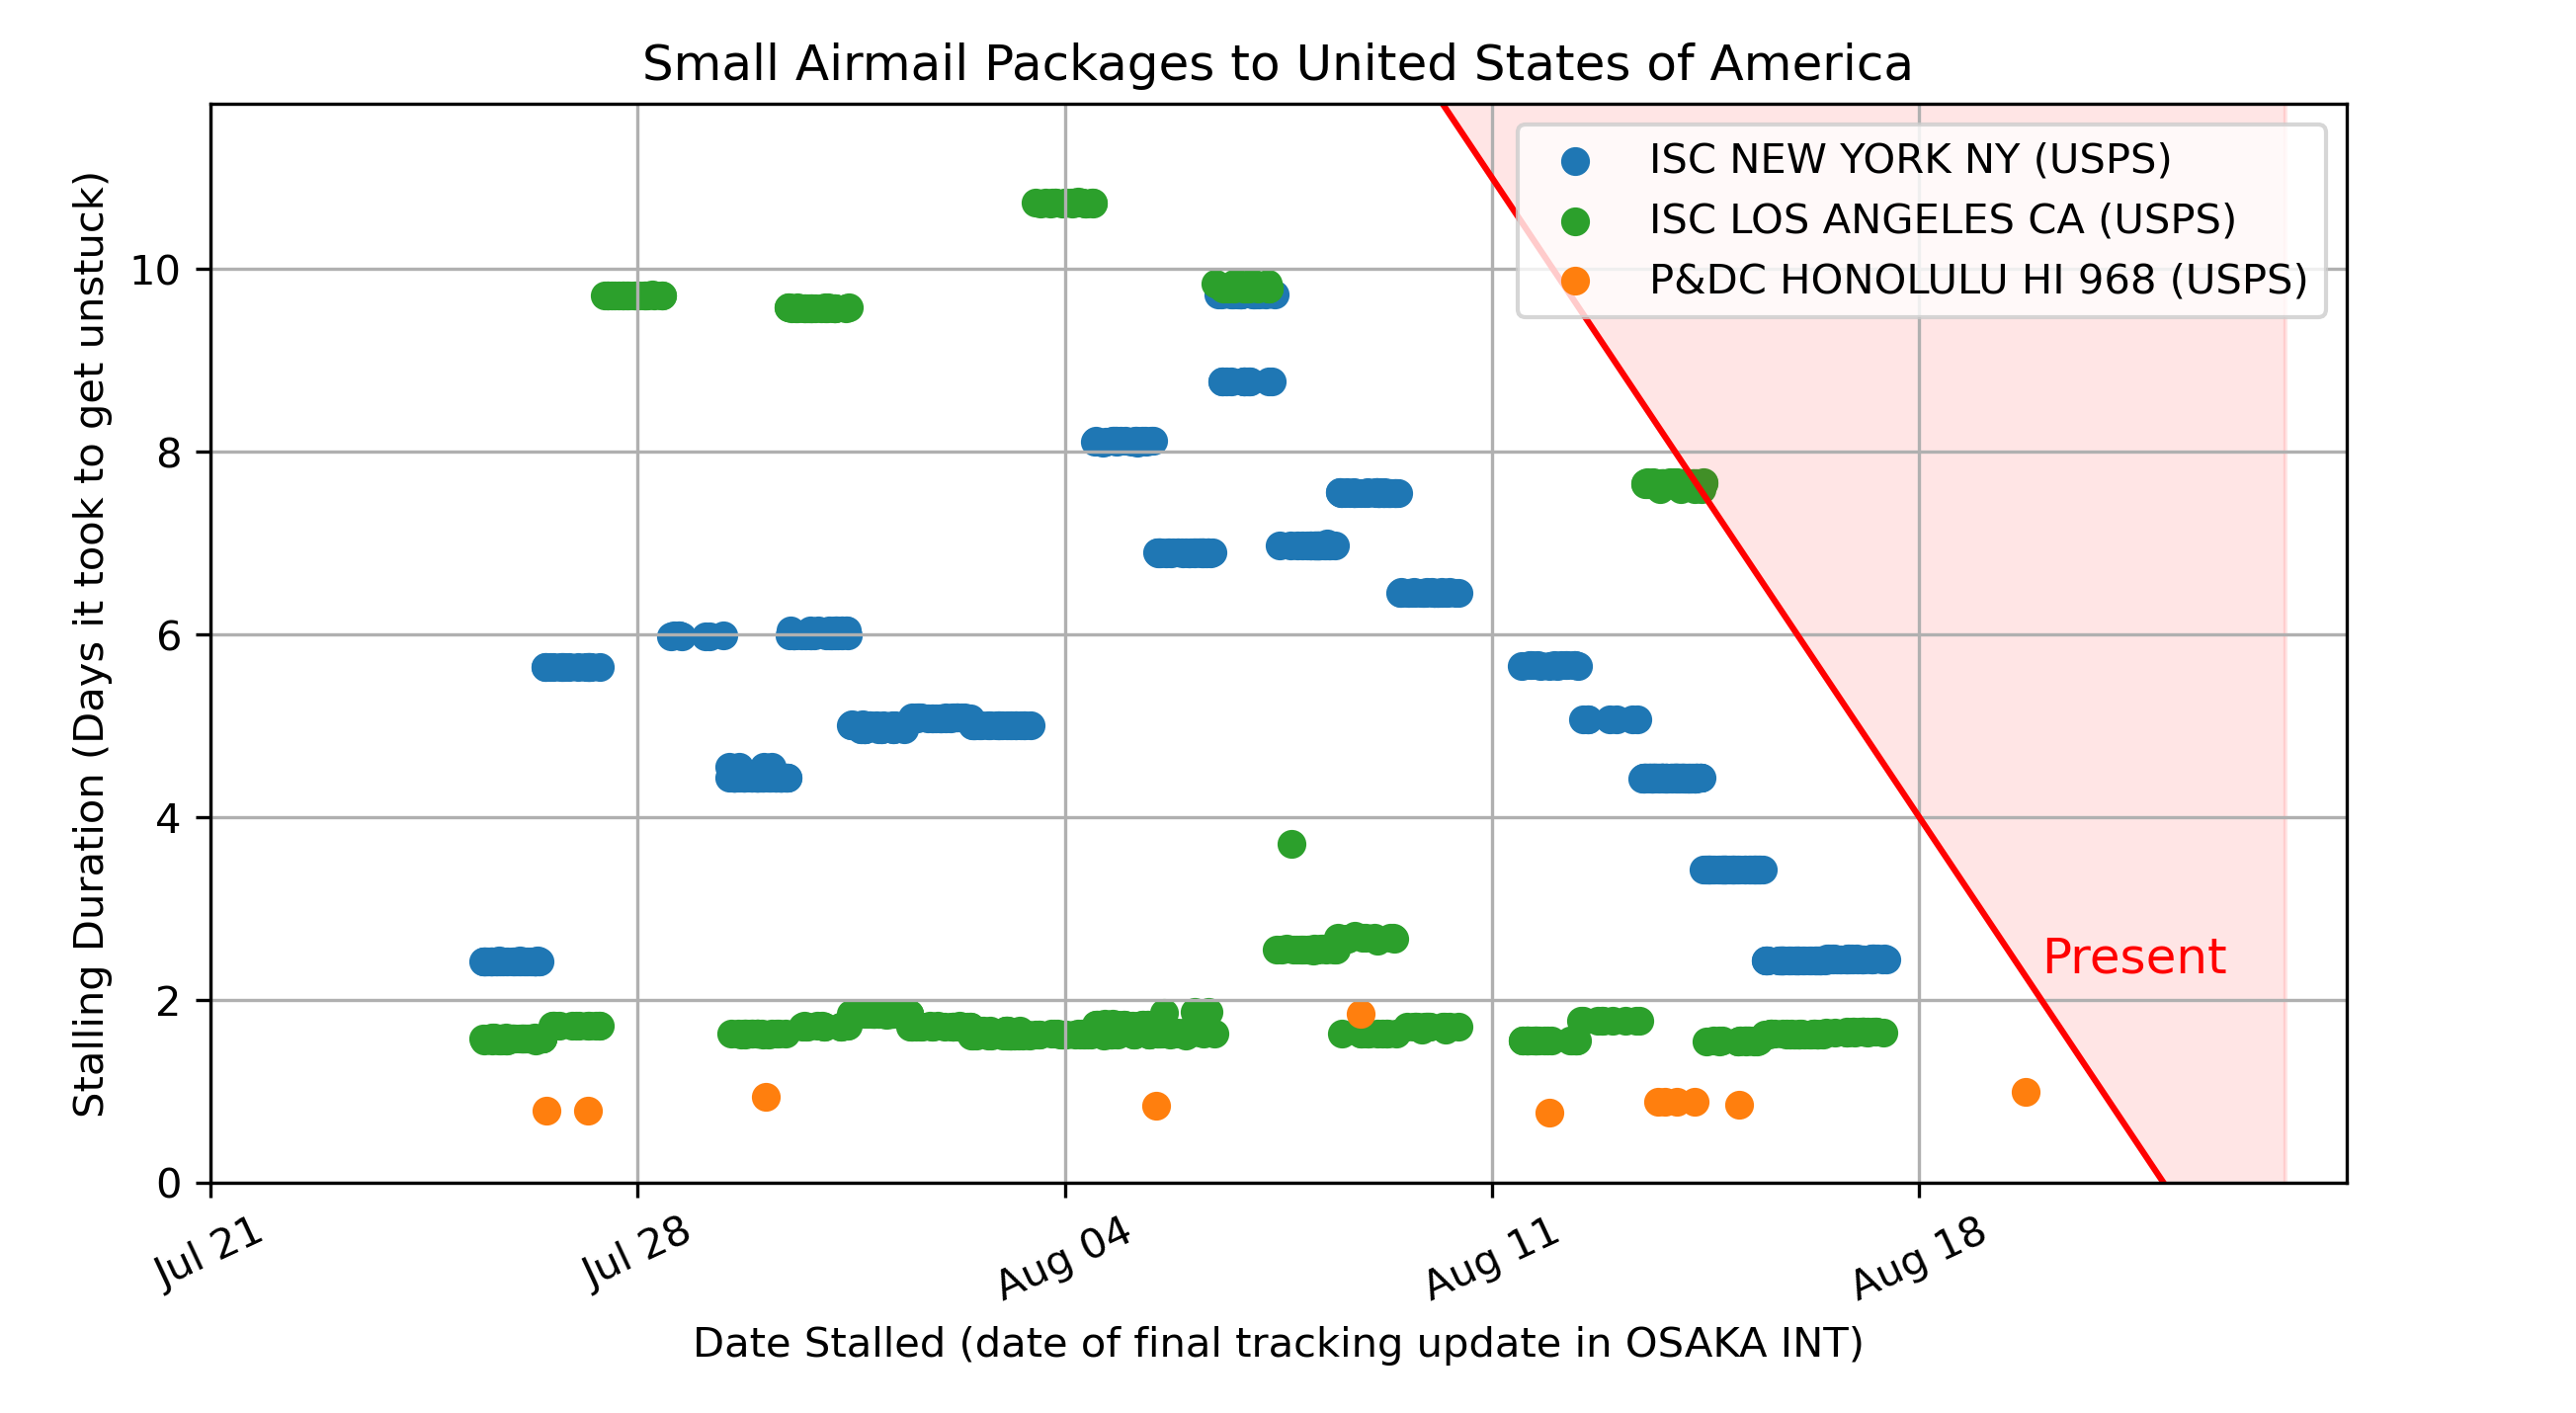 Small Airmail Packages to United States of America
Stalling Duration (Days it took to get unstuck)
10
8
6
4
2
0
ISC NEW YORK NY (USPS)
ISC LOS ANGELES CA (USPS)
P&DC HONOLULU HI 968 (USPS)
Present
Jul 21
Jul 28
Aug 04
Aug 11
Aug 18
Date Stalled (date of final tracking update in OSAKA INT)